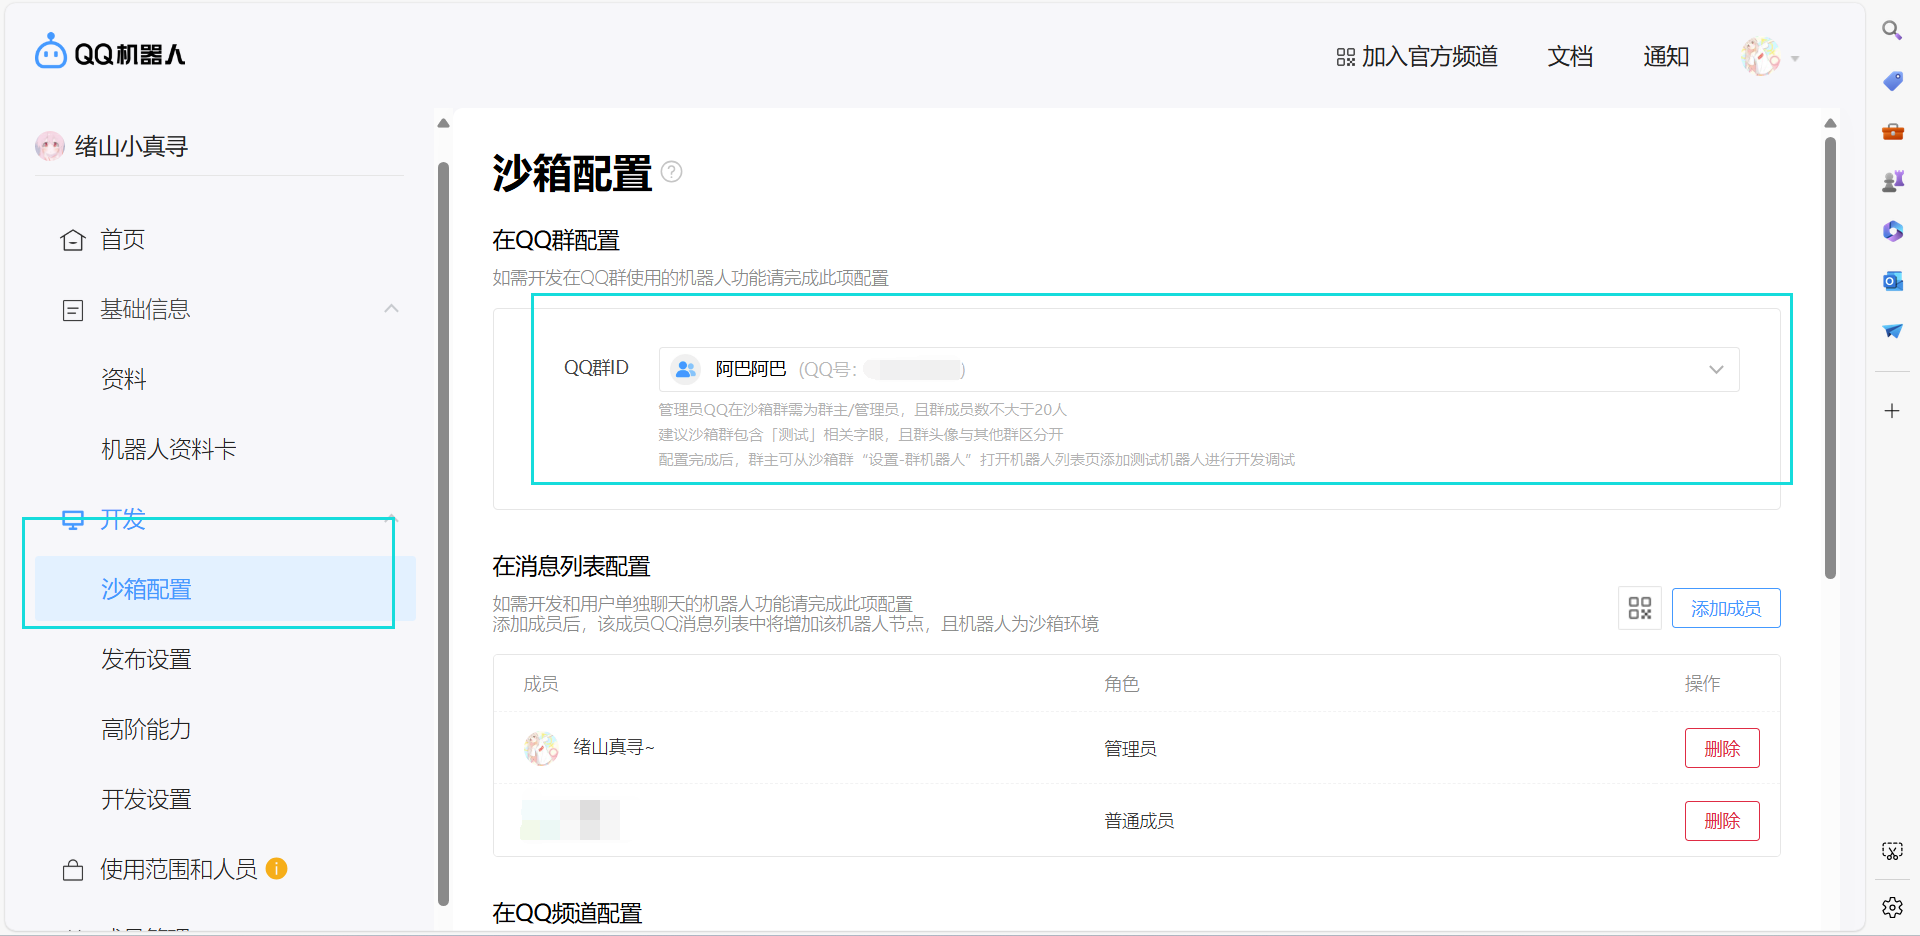 QQ机器人
加入官方频道
文档
通知
绪山小真寻
首页
基础信息
资料
机器人资料卡
开发
沙箱配置
发布设置
高阶能力
开发设置
使用范围和人员
沙箱配置
在QQ群配置
如需开发在QQ群使用的机器人功能请完成此项配置
QQ群ID
阿巴阿巴 (QQ号: )
管理员QQ在沙箱群需为群主/管理员，且群成员数不大于20人
建议沙箱群包含「测试」相关字眼，且群头像与其他群区分开
配置完成后，群主可从沙箱群“设置-群机器人”打开机器人列表页添加测试机器人进行开发调试
在消息列表配置
如需开发和用户单独聊天的机器人功能请完成此项配置
添加成员后，该成员QQ消息列表中将增加该机器人节点，且机器人为沙箱环境
添加成员
成员 角色 操作
绪山真寻~ 管理员 删除
普通成员 删除
在QQ频道配置